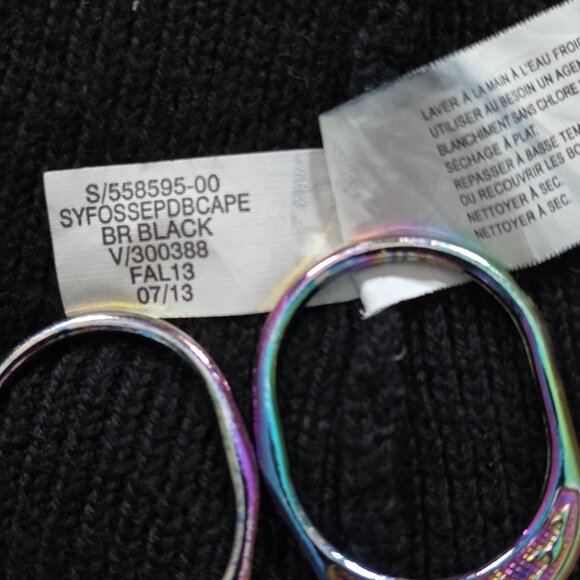 S/558595-00
SYFOSSEPDBCAPE
BR BLACK
V/300388
FAL13
07/13
LAVER À LA MAIN À L'EAU FROID
UTILISER AU BESOIN UN AGEN
BLANCHIMENT SANS CHLORE
SÉCHAGE À PLAT.
REPASSER À BASSE TEM
OU RECOUVRIR LES BO
NETTOYER À SEC.
NETTOYER À SEC.